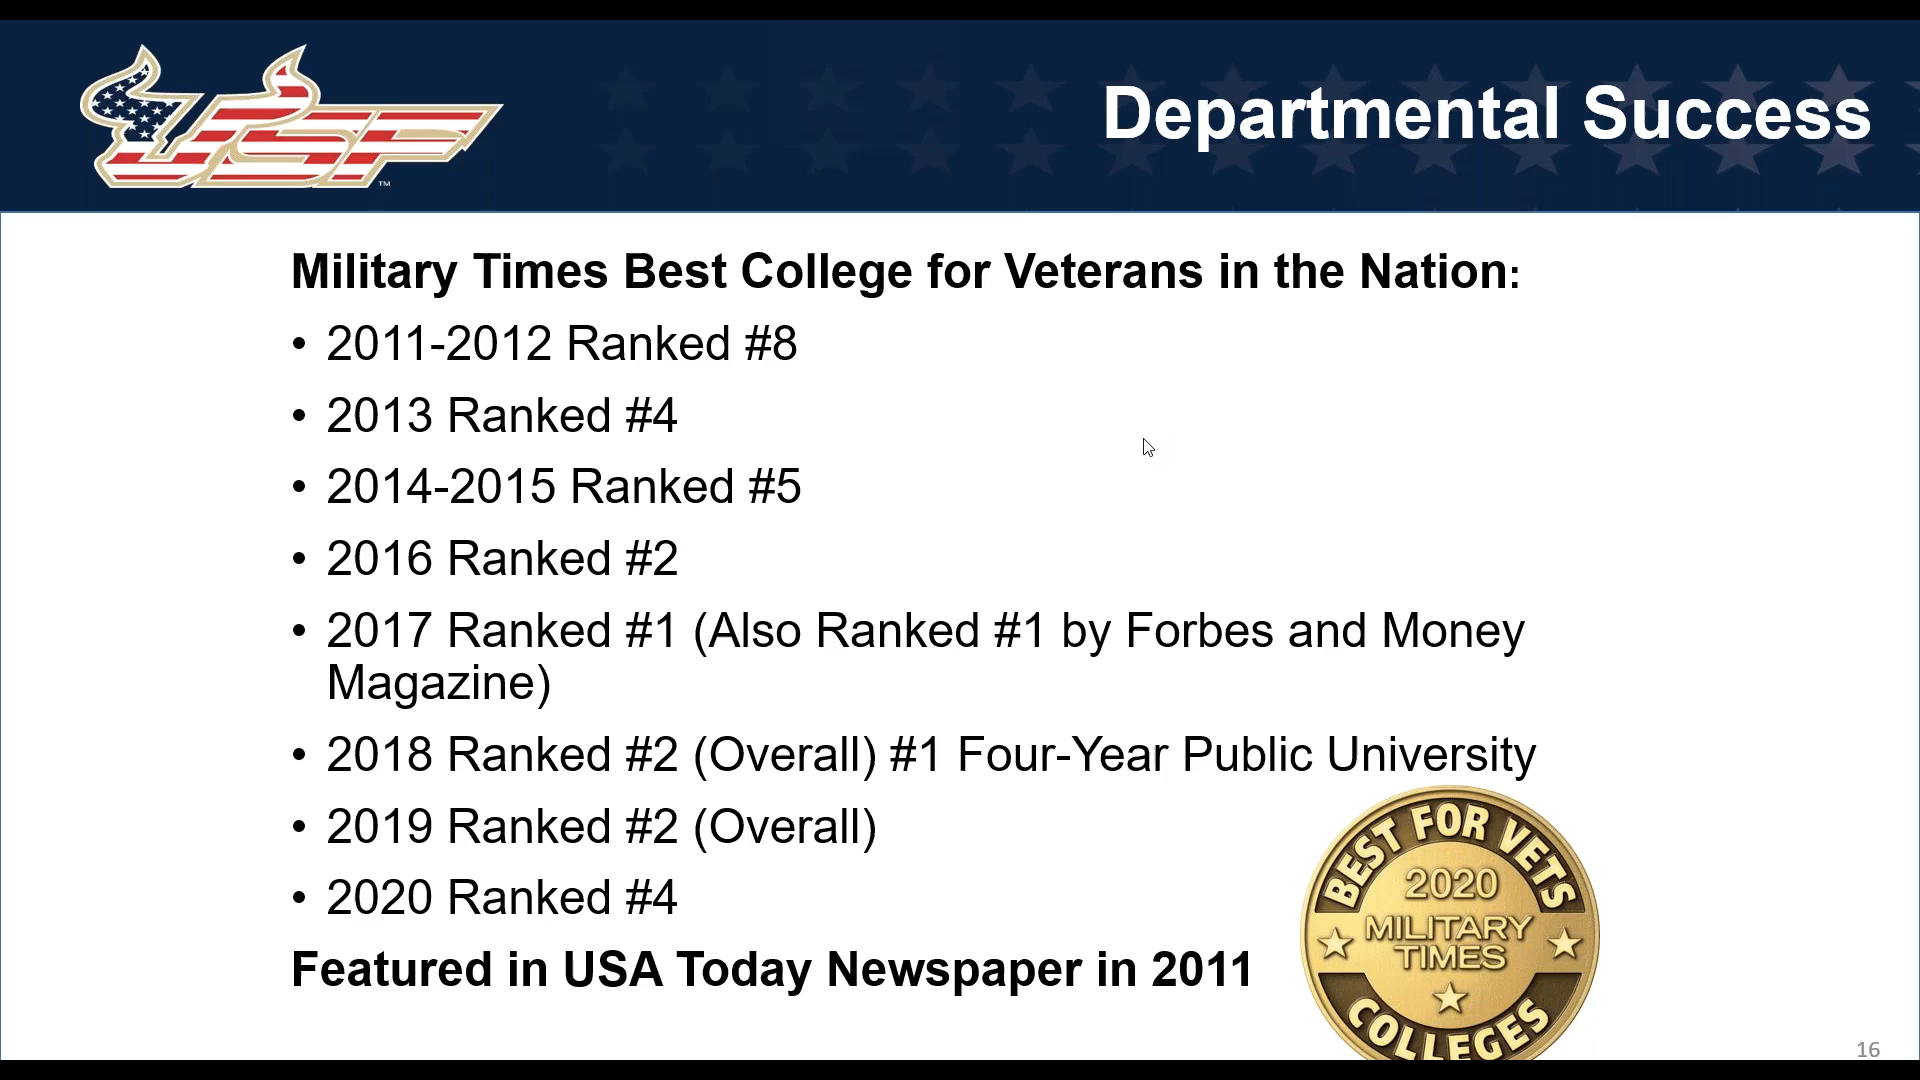 USF
™
Departmental Success
Military Times Best College for Veterans in the Nation:
• 2011-2012 Ranked #8
• 2013 Ranked #4
• 2014-2015 Ranked #5
• 2016 Ranked #2
• 2017 Ranked #1 (Also Ranked #1 by Forbes and Money
Magazine)
• 2018 Ranked #2 (Overall) #1 Four-Year Public University
• 2019 Ranked #2 (Overall)
• 2020 Ranked #4
Featured in USA Today Newspaper in 2011
BEST FOR VETS
2020
MILITARY
TIMES
COLLEGES
16